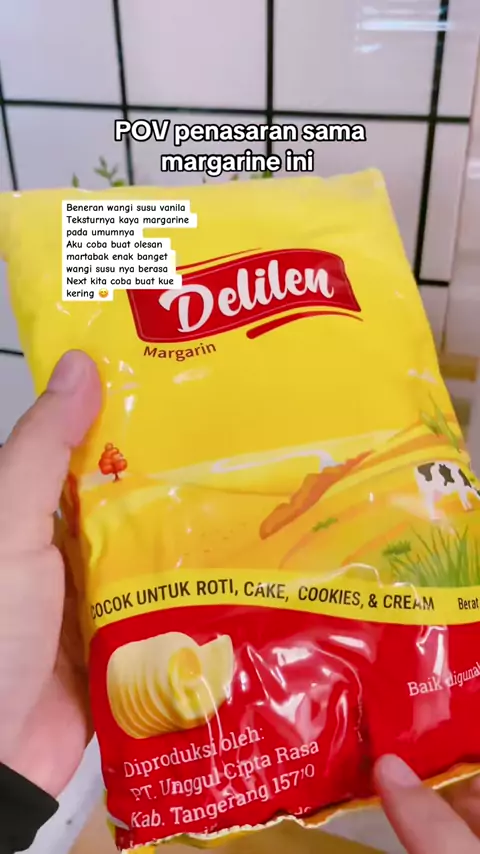 POV penasaran sama
margarine ini
Beneran wangi susu vanila
Teksturnya kaya margarine
pada umumnya
Aku coba buat olesan
martabak enak banget
wangi susu nya berasa
Next kita coba buat kue
kering 😋
Delilen
Margarin
COCOK UNTUK ROTI, CAKE, COOKIES, & CREAM
Berat
Baik
Diproduksi oleh:
PT. Unggul Cipta Rasa
Kab. Tangerang 15710